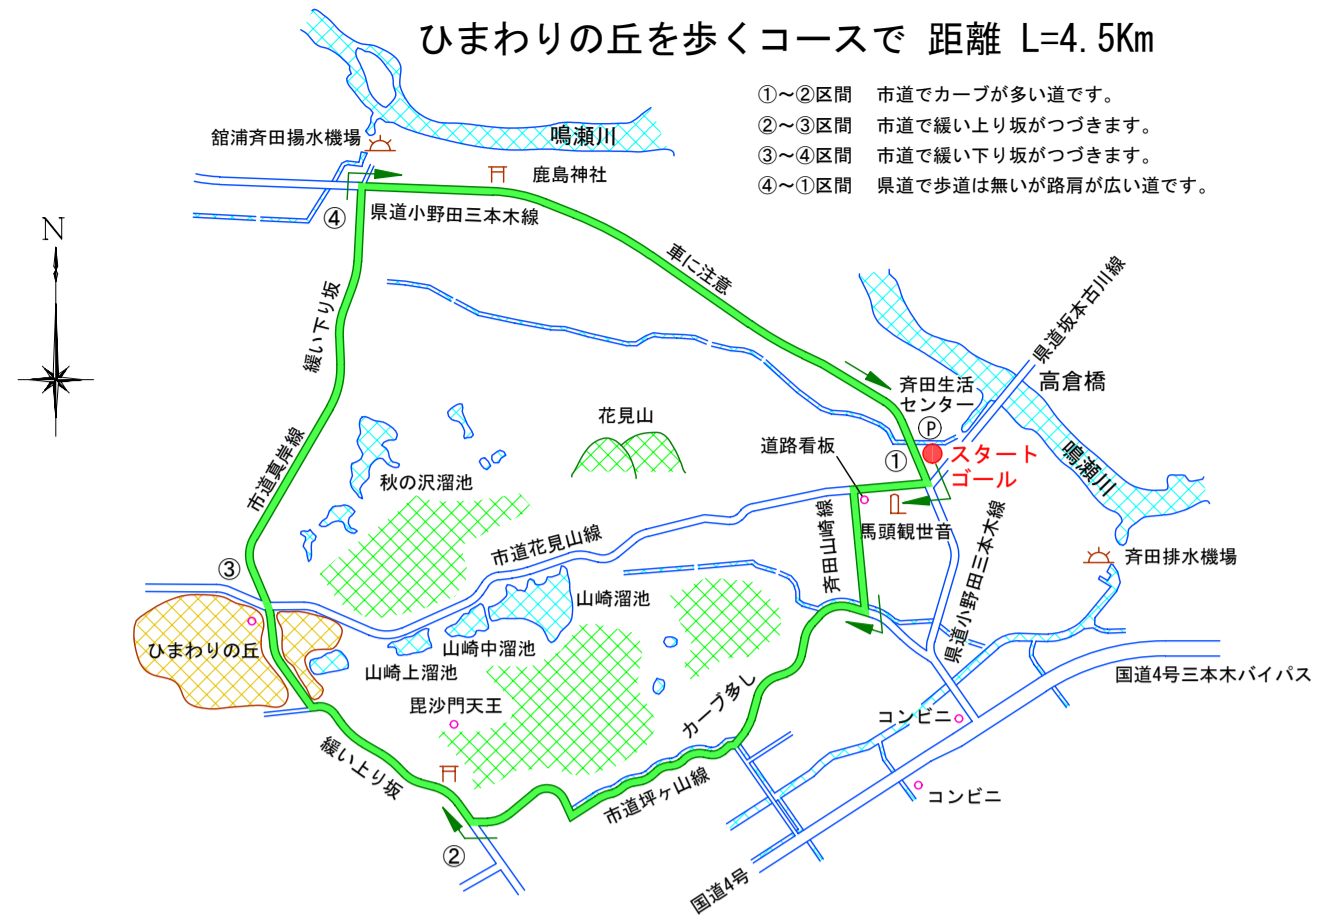 ひまわりの丘を歩くコースで 距離 L=4.5Km
①～②区間 市道でカーブが多い道です。
②～③区間 市道で緩い上り坂がつづきます。
③～④区間 市道で緩い下り坂がつづきます。
④～①区間 県道で歩道は無いが路肩が広い道です。
舘浦斉田揚水機場
鳴瀬川
鹿島神社
④
県道小野田三本木線
N
車に注意
緩い下り坂
県道坂本古川線
高倉橋
斉田生活
センター
P
花見山
道路看板
①
スタート
ゴール
鳴瀬川
市道真岸線
秋の沢溜池
馬頭観世音
斉田山崎線
県道小野田三本木線
市道花見山線
斉田排水機場
③
山崎溜池
ひまわりの丘
山崎中溜池
山崎上溜池
国道4号三本木バイパス
毘沙門天王
カーブ多し
コンビニ
緩い上り坂
市道坪ヶ山線
コンビニ
②
国道4号